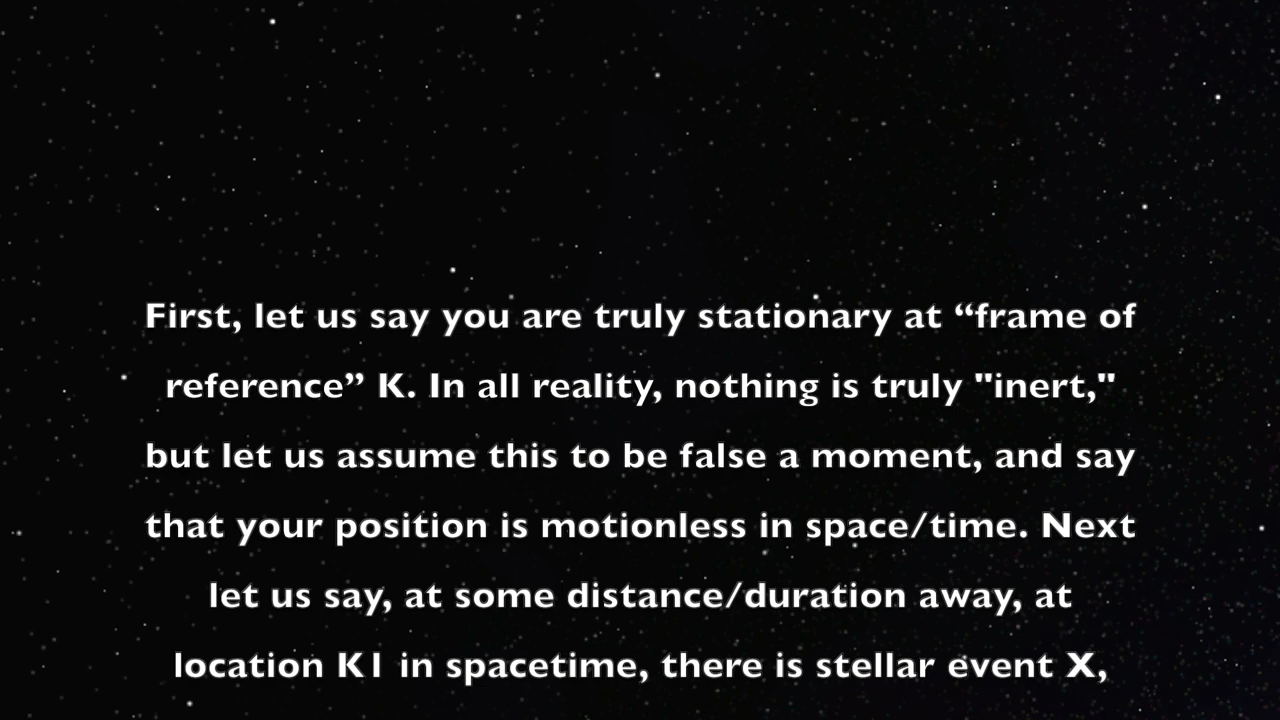 First, let us say you are truly stationary at “frame of
reference” K. In all reality, nothing is truly "inert,"
but let us assume this to be false a moment, and say
that your position is motionless in space/time. Next
let us say, at some distance/duration away, at
location K1 in spacetime, there is stellar event X,